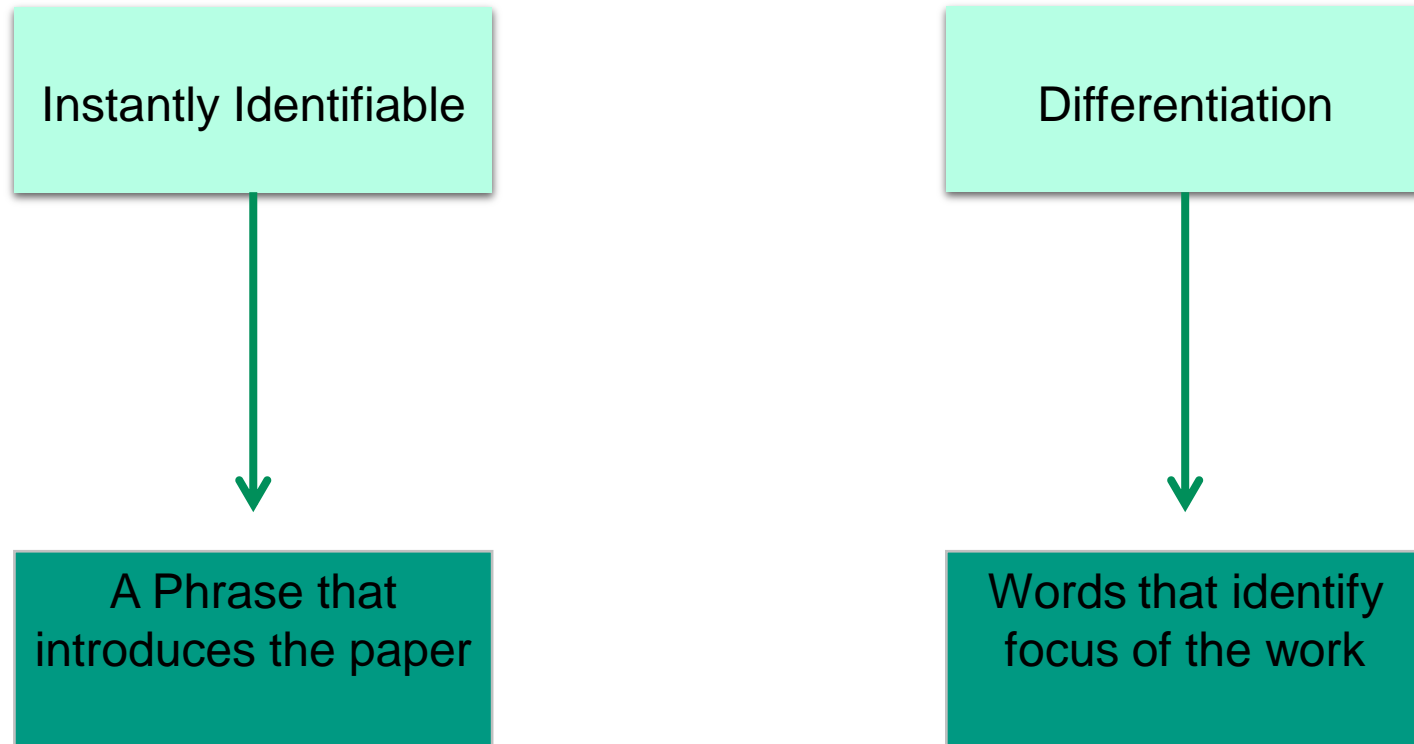 Instantly Identifiable
Differentiation
A Phrase that
introduces the paper
Words that identify
focus of the work